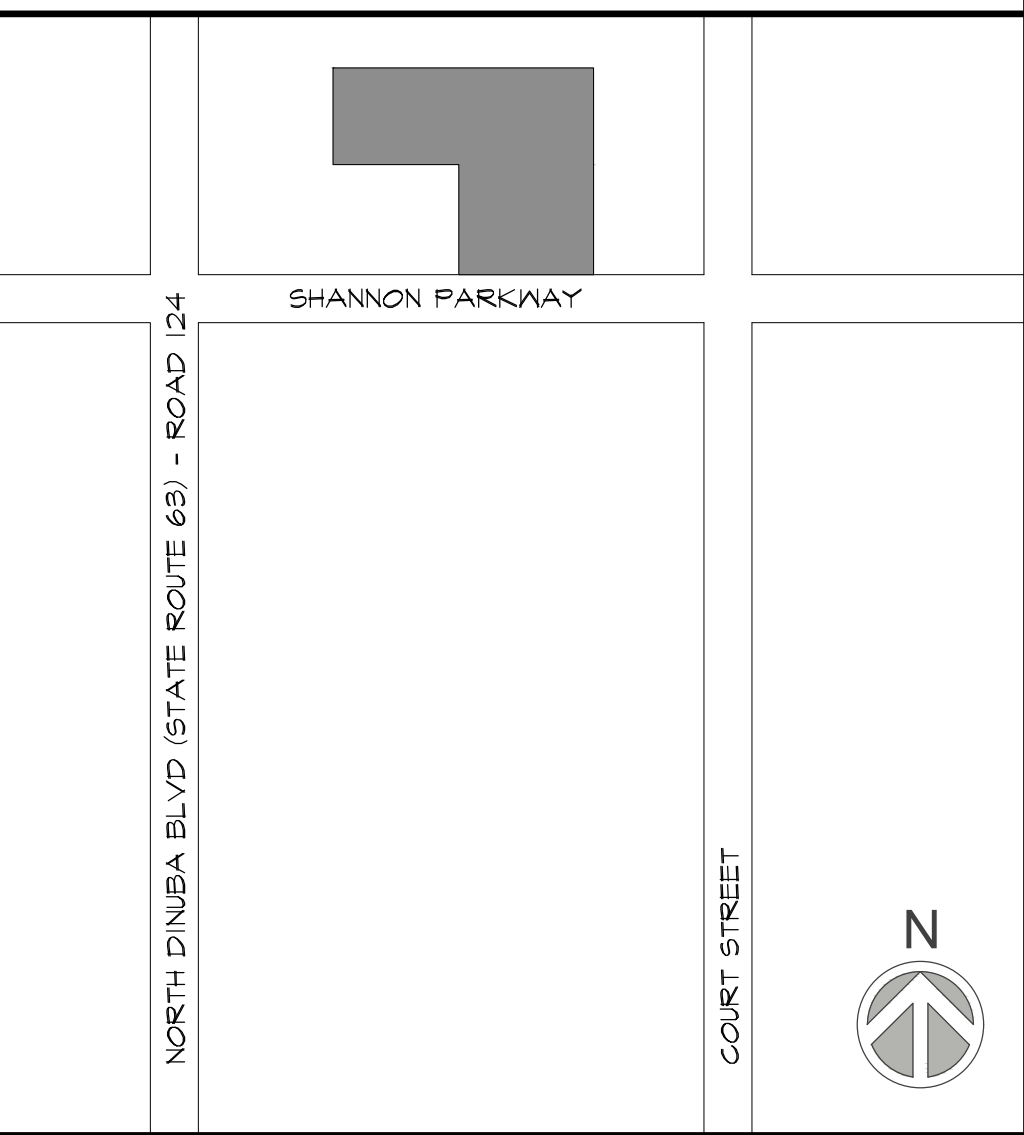 SHANNON PARKWAY
NORTH DINUBA BLVD (STATE ROUTE 63) - ROAD 124
COURT STREET
N